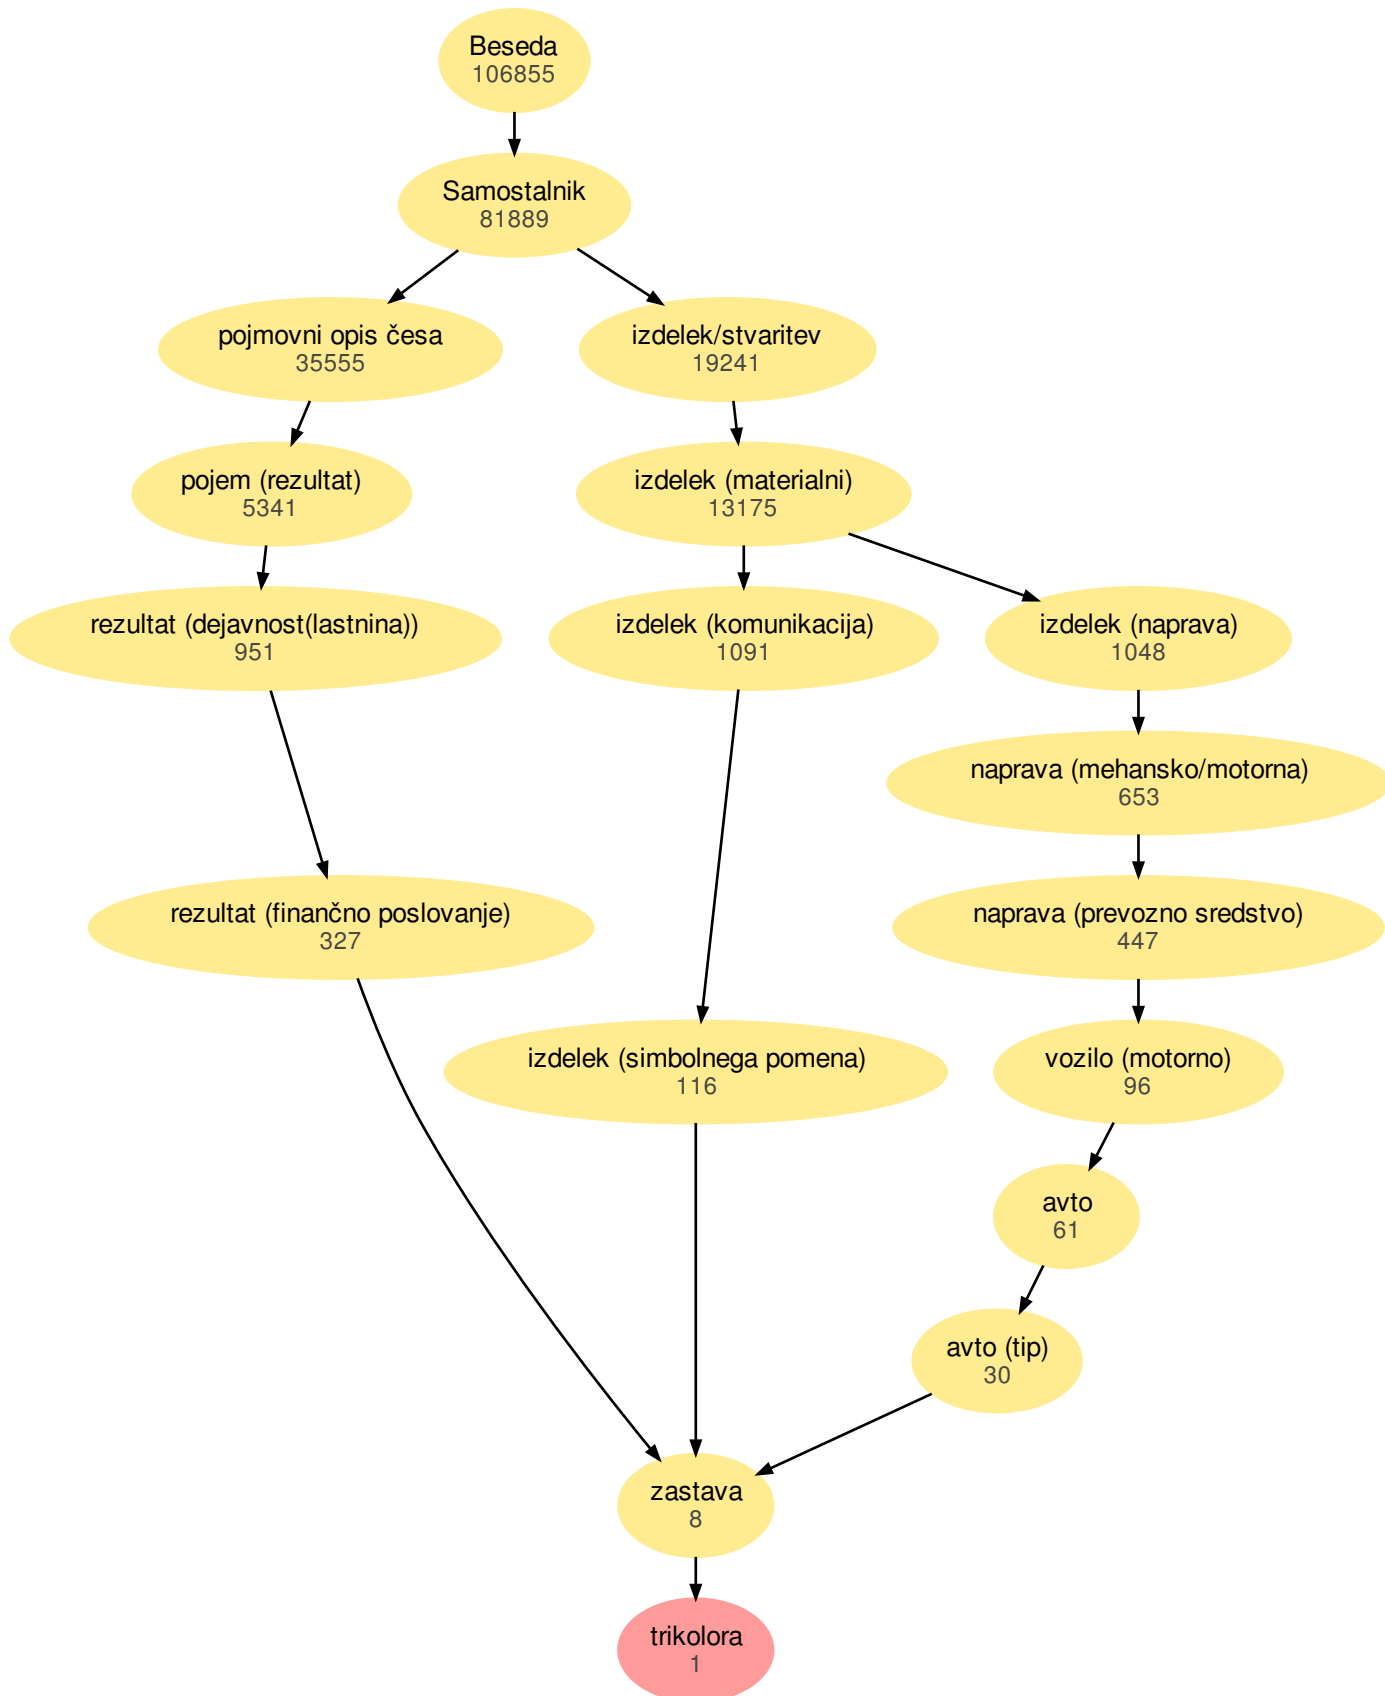 Beseda
106855
Samostalnik
81889
pojmovni opis česa
35555
izdelek/stvaritev
19241
pojem (rezultat)
5341
izdelek (materialni)
13175
rezultat (dejavnost(lastnina))
951
izdelek (komunikacija)
1091
izdelek (naprava)
1048
naprava (mehansko/motorna)
653
rezultat (finančno poslovanje)
327
naprava (prevozno sredstvo)
447
izdelek (simbolnega pomena)
116
vozilo (motorno)
96
avto
61
avto (tip)
30
zastava
8
trikolora
1